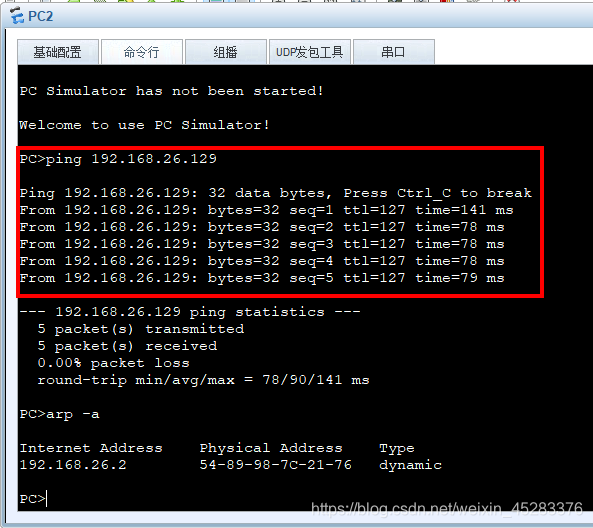 PC2
基础配置 命令行 组播 UDP发包工具 串口
PC Simulator has not been started!
Welcome to use PC Simulator!
PC>ping 192.168.26.129
Ping 192.168.26.129: 32 data bytes, Press Ctrl_C to break
From 192.168.26.129: bytes=32 seq=1 ttl=127 time=141 ms
From 192.168.26.129: bytes=32 seq=2 ttl=127 time=78 ms
From 192.168.26.129: bytes=32 seq=3 ttl=127 time=78 ms
From 192.168.26.129: bytes=32 seq=4 ttl=127 time=78 ms
From 192.168.26.129: bytes=32 seq=5 ttl=127 time=79 ms
--- 192.168.26.129 ping statistics ---
5 packet(s) transmitted
5 packet(s) received
0.00% packet loss
round-trip min/avg/max = 78/90/141 ms
PC>arp -a
Internet Address Physical Address Type
192.168.26.2 54-89-98-7C-21-76 dynamic
PC>
https://blog.csdn.net/weixin_45283376